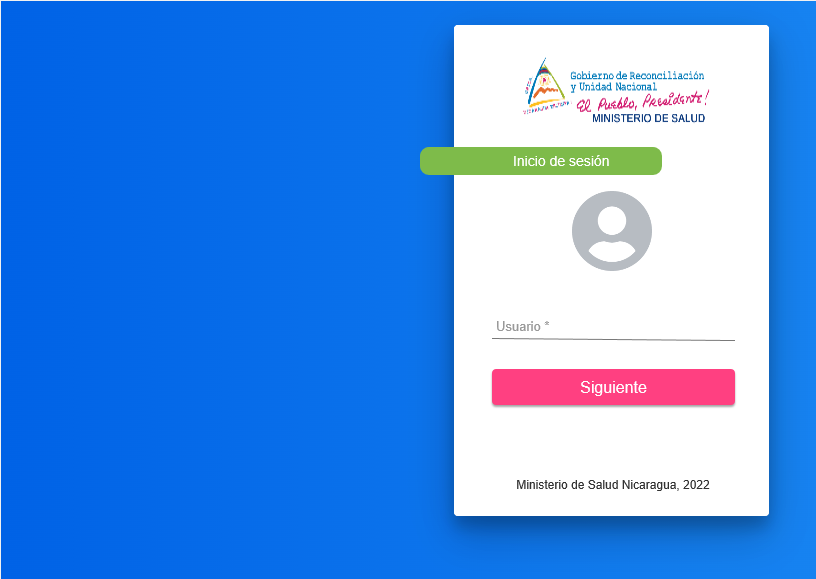 Gobierno de Reconciliación
y Unidad Nacional
El Pueblo, Presidente!
MINISTERIO DE SALUD
Inicio de sesión
Usuario *
Siguiente
Ministerio de Salud Nicaragua, 2022